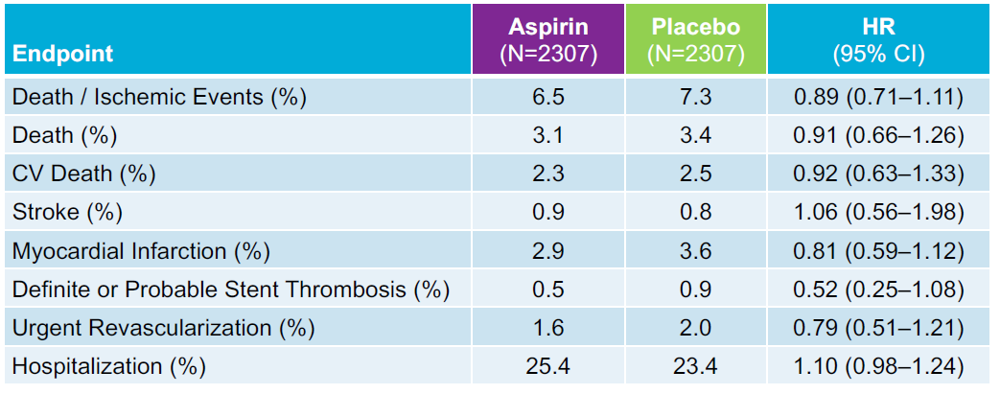 Endpoint Aspirin (N=2307) Placebo (N=2307) HR (95% CI)
Death / Ischemic Events (%) 6.5 7.3 0.89 (0.71–1.11)
Death (%) 3.1 3.4 0.91 (0.66–1.26)
CV Death (%) 2.3 2.5 0.92 (0.63–1.33)
Stroke (%) 0.9 0.8 1.06 (0.56–1.98)
Myocardial Infarction (%) 2.9 3.6 0.81 (0.59–1.12)
Definite or Probable Stent Thrombosis (%) 0.5 0.9 0.52 (0.25–1.08)
Urgent Revascularization (%) 1.6 2.0 0.79 (0.51–1.21)
Hospitalization (%) 25.4 23.4 1.10 (0.98–1.24)